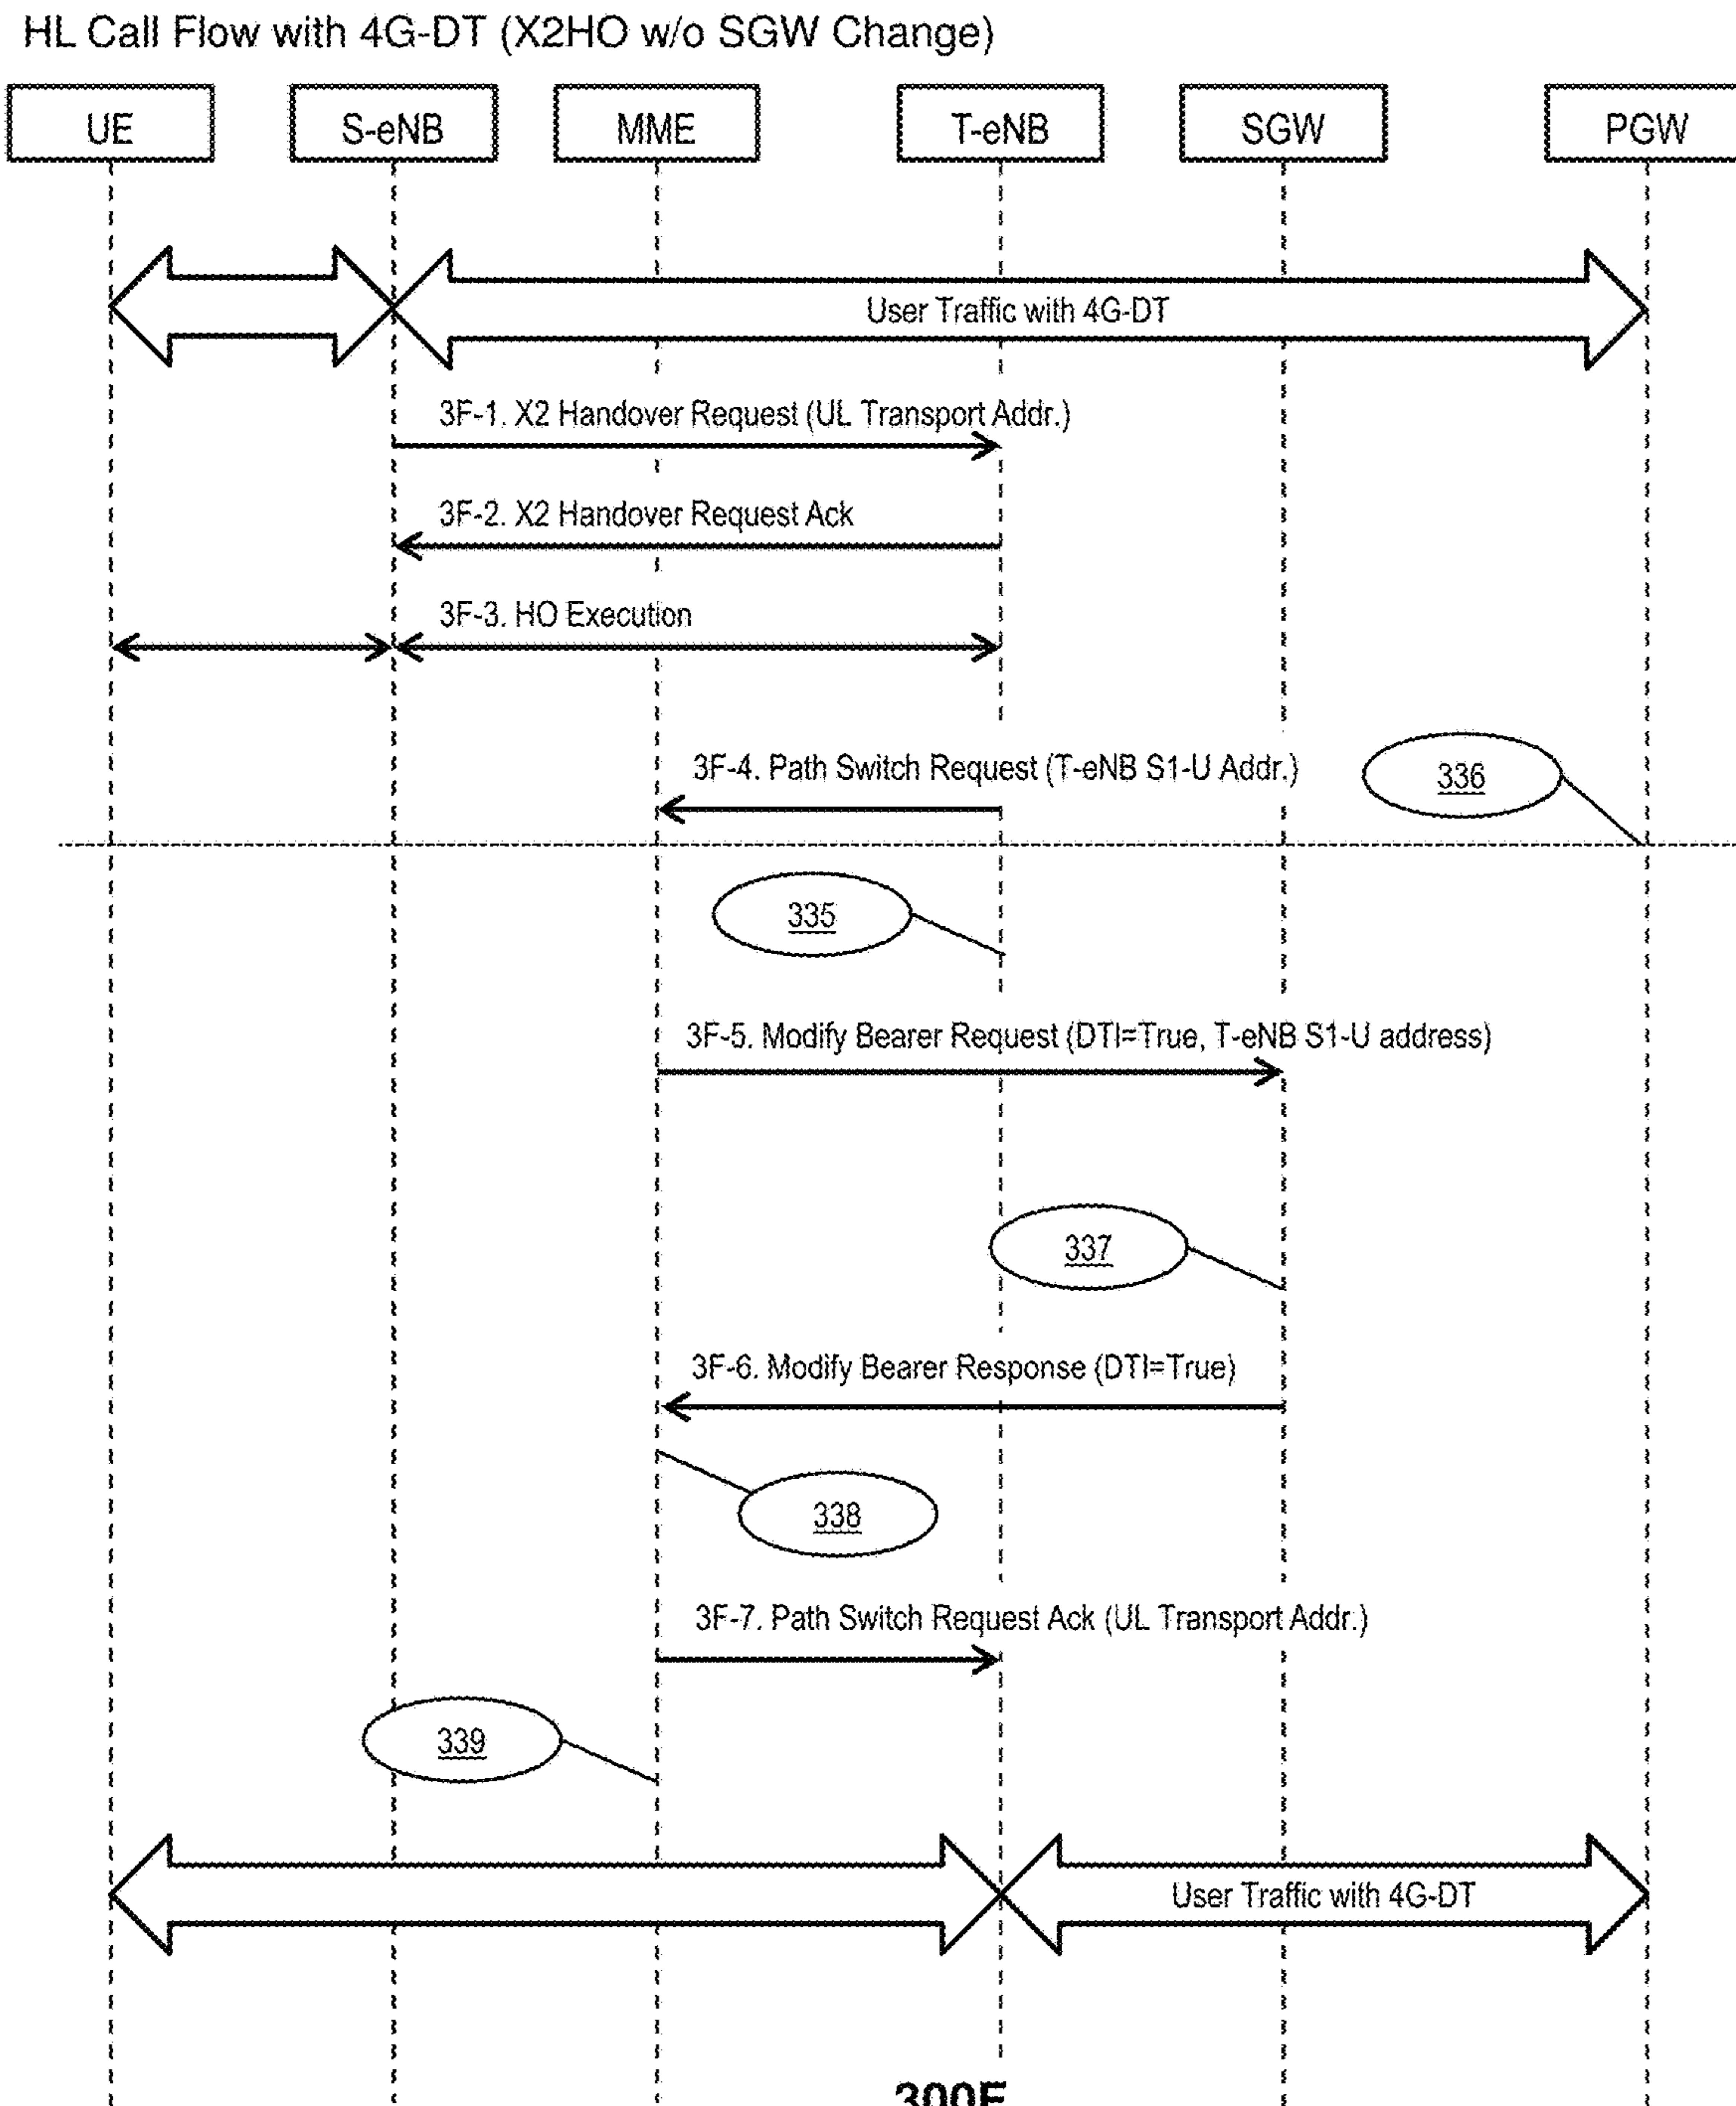 HL Call Flow with 4G-DT (X2HO w/o SGW Change)
UE S-eNB MME T-eNB SGW PGW
User Traffic with 4G-DT
3F-1. X2 Handover Request (UL Transport Addr.)
3F-2. X2 Handover Request Ack
3F-3. HO Execution
3F-4. Path Switch Request (T-eNB S1-U Addr.)
336
335
3F-5. Modify Bearer Request (DTI=True, T-eNB S1-U address)
337
3F-6. Modify Bearer Response (DTI=True)
338
3F-7. Path Switch Request Ack (UL Transport Addr.)
339
User Traffic with 4G-DT